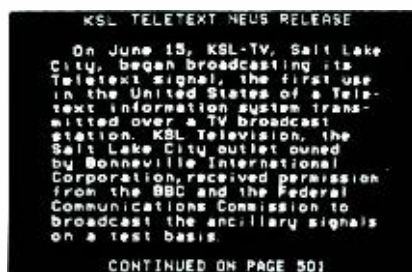 KSL TELETEXT NEWS RELEASE
On June 15, KSL-TV, Salt Lake
City, began broadcasting its
Teletext signal, the first use
in the United States of a Tele-
text information system trans-
mitted over a TV broadcast
station. KSL Television, the
Salt Lake City outlet owned
by Bonneville International
Corporation, received permission
from the BBC and the Federal
Communications Commission to
broadcast the ancillary signals
on a test basis.
CONTINUED ON PAGE 501